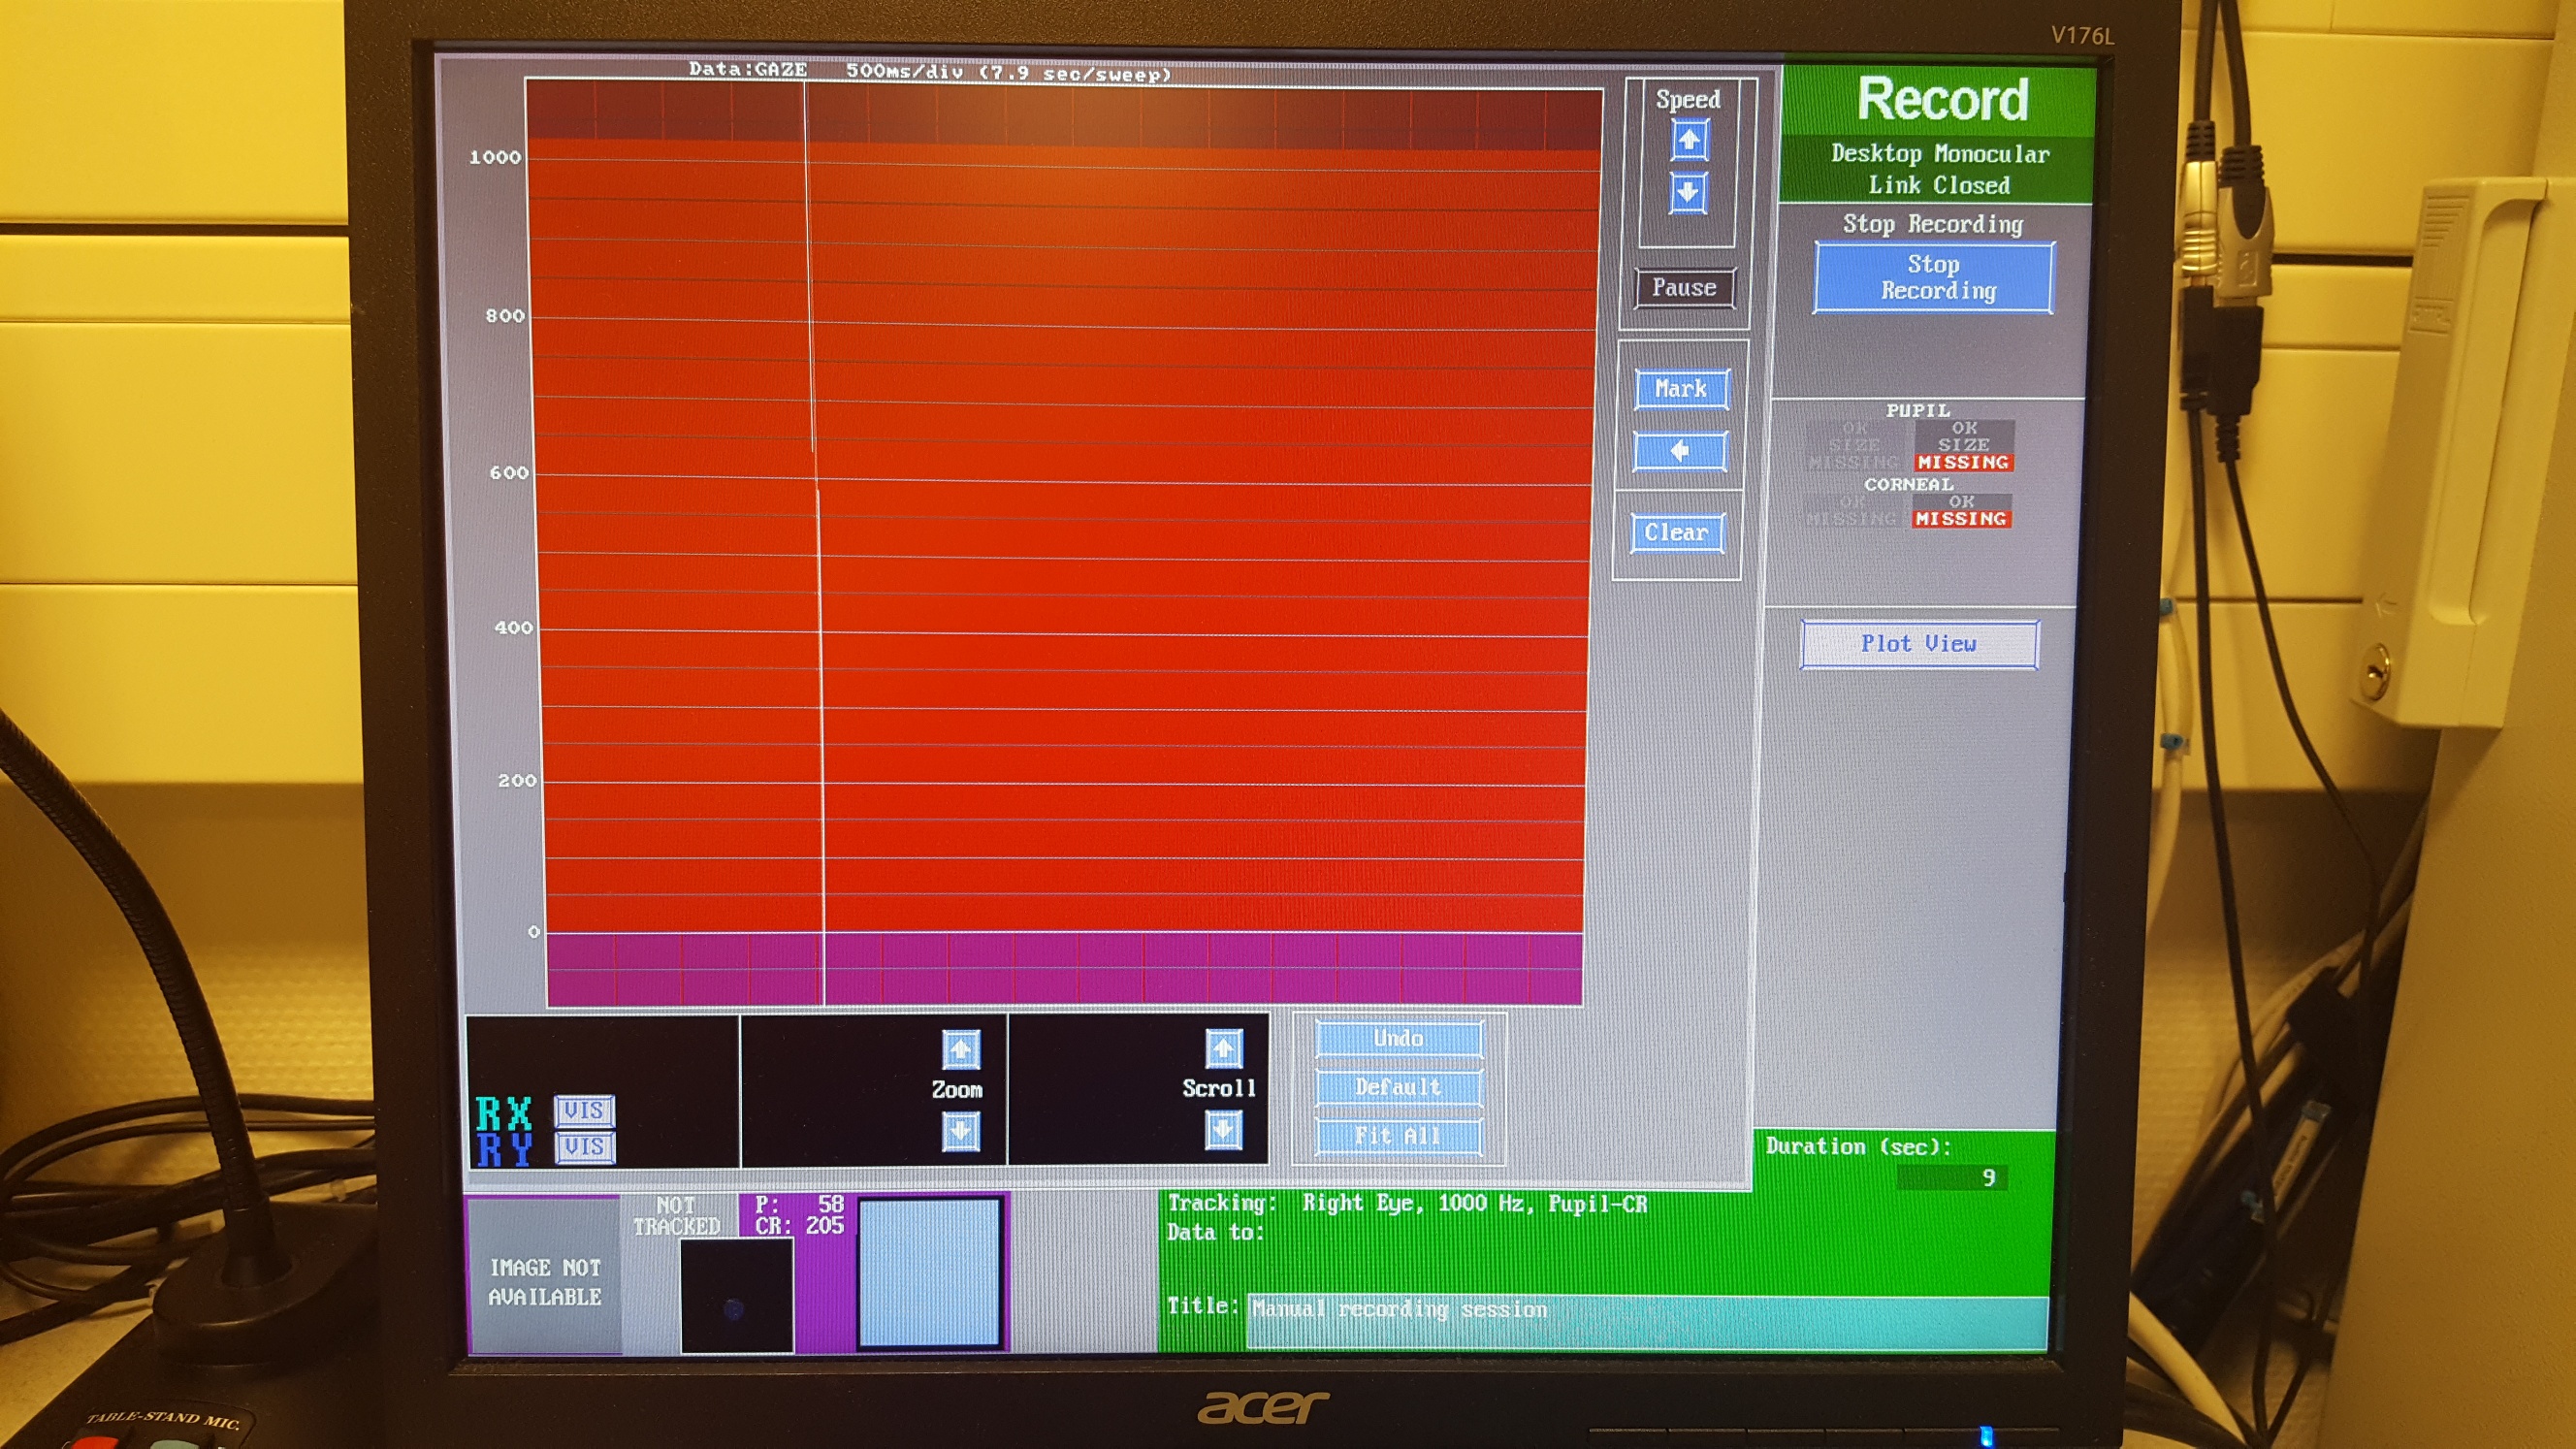 V176L
Data:GAZE 500ms/div (7.9 sec/sweep)
1000
800
600
400
200
0
Speed
Pause
Mark
Clear
Record
Desktop Monocular
Link Closed
Stop Recording
Stop
Recording
PUPIL
OK OK
SIZE SIZE
MISSING MISSING
CORNEAL
OK OK
MISSING MISSING
Plot View
RX VIS
RY VIS
Zoom
Scroll
Undo
Default
Fit All
Duration (sec):
9
IMAGE NOT
AVAILABLE
NOT
TRACKED
P: 58
CR: 205
Tracking: Right Eye, 1000 Hz, Pupil-CR
Data to:
Title: Manual recording session
acer
TABLE-STAND MIC.